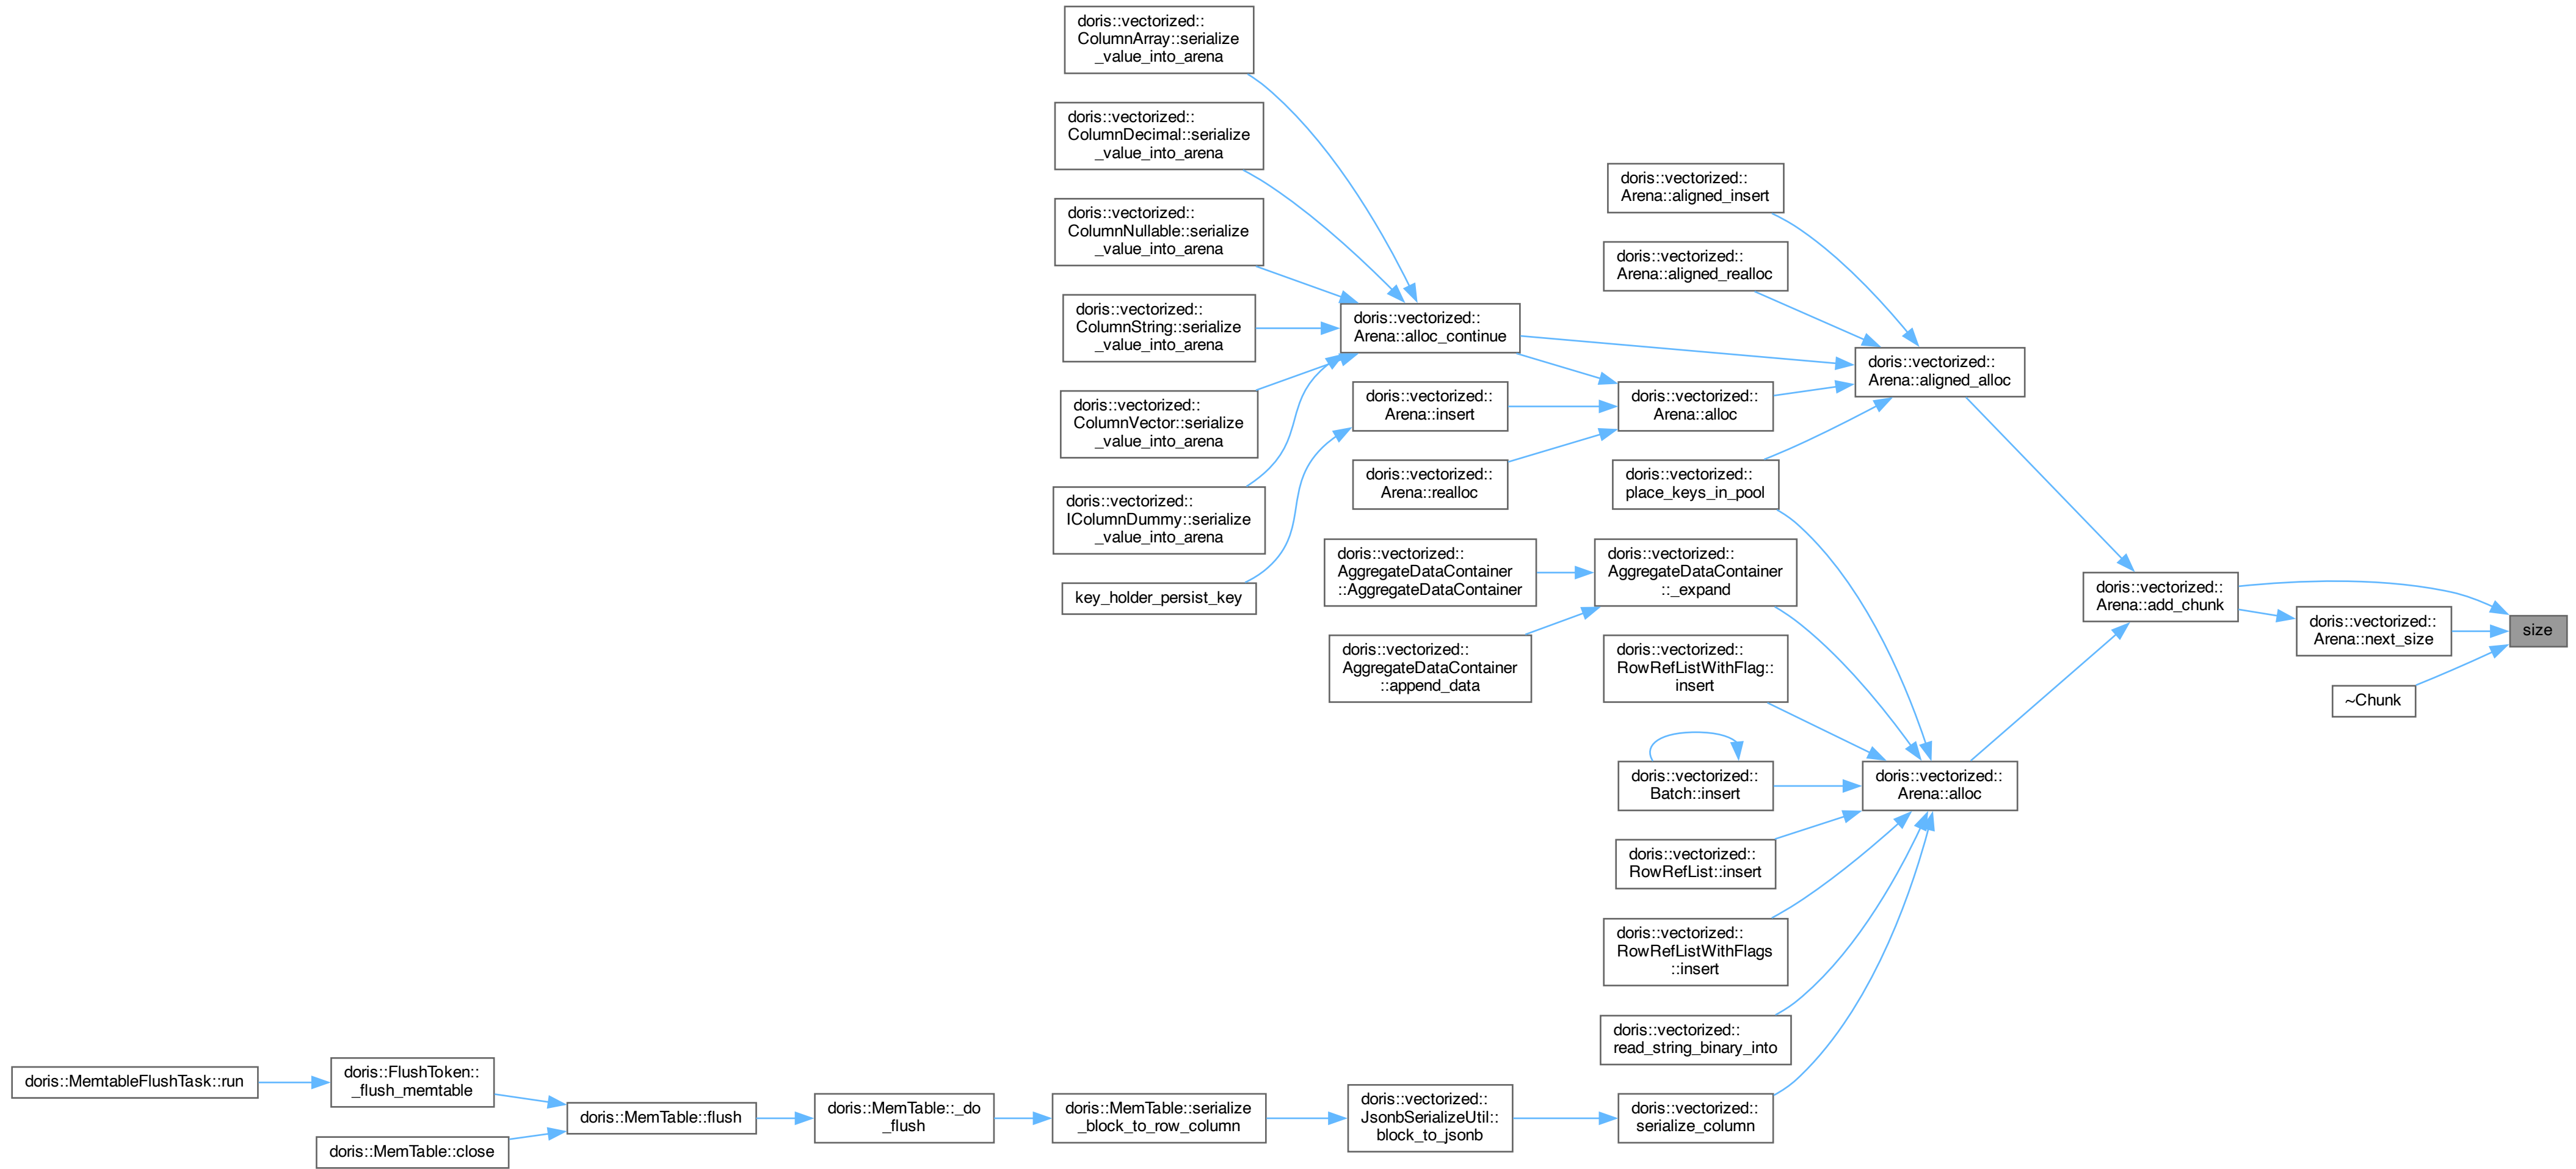 doris::vectorized::
ColumnArray::serialize
_value_into_arena
doris::vectorized::
ColumnDecimal::serialize
_value_into_arena
doris::vectorized::
ColumnNullable::serialize
_value_into_arena
doris::vectorized::
ColumnString::serialize
_value_into_arena
doris::vectorized::
ColumnVector::serialize
_value_into_arena
doris::vectorized::
IColumnDummy::serialize
_value_into_arena
key_holder_persist_key
doris::vectorized::
Arena::alloc_continue
doris::vectorized::
Arena::insert
doris::vectorized::
Arena::realloc
doris::vectorized::
AggregateDataContainer
::AggregateDataContainer
doris::vectorized::
AggregateDataContainer
::append_data
doris::vectorized::
Arena::aligned_insert
doris::vectorized::
Arena::aligned_realloc
doris::vectorized::
Arena::alloc
doris::vectorized::
place_keys_in_pool
doris::vectorized::
AggregateDataContainer
::_expand
doris::vectorized::
RowRefListWithFlag::
insert
doris::vectorized::
Batch::insert
doris::vectorized::
RowRefList::insert
doris::vectorized::
RowRefListWithFlags
::insert
doris::vectorized::
read_string_binary_into
doris::vectorized::
serialize_column
doris::vectorized::
Arena::aligned_alloc
doris::vectorized::
Arena::alloc
doris::vectorized::
Arena::add_chunk
doris::vectorized::
Arena::next_size
~Chunk
size
doris::MemtableFlushTask::run
doris::FlushToken::
_flush_memtable
doris::MemTable::close
doris::MemTable::flush
doris::MemTable::_do
_flush
doris::MemTable::serialize
_block_to_row_column
doris::vectorized::
JsonbSerializeUtil::
block_to_jsonb